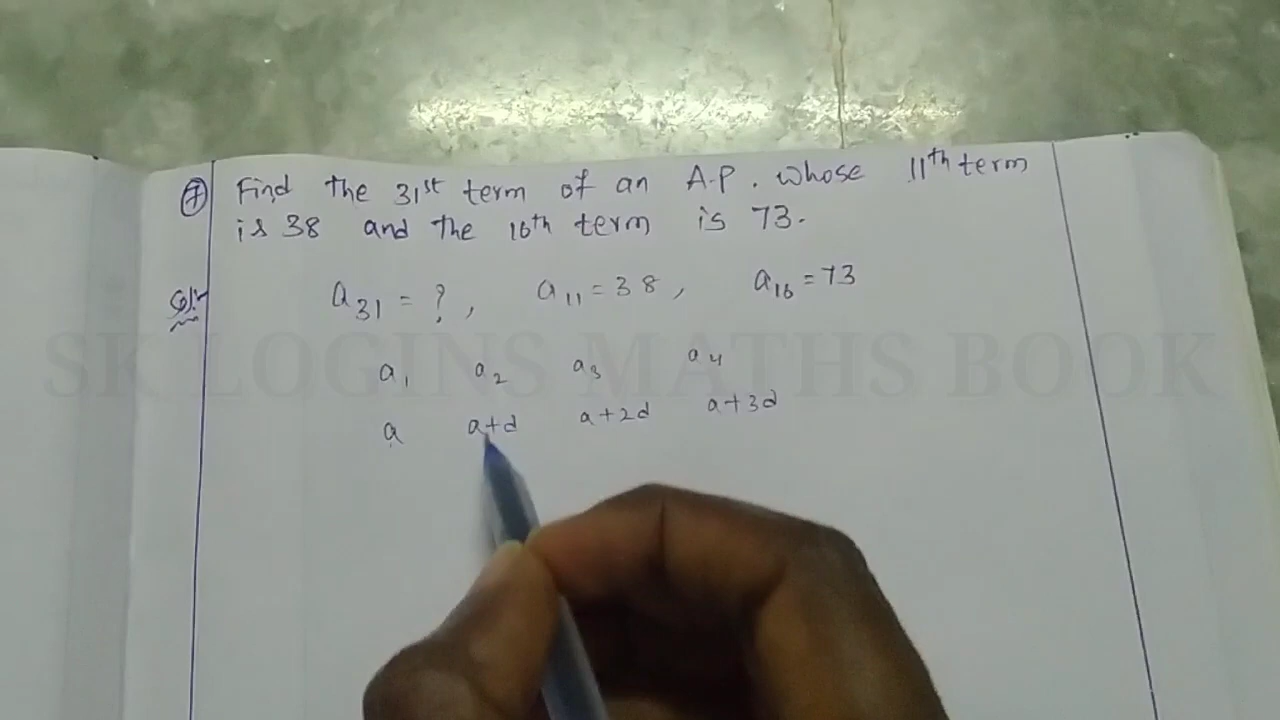 7 Find the 31st term of an A.P. whose 11th term
is 38 and the 16th term is 73.
Soln
a31 = ?, a11 = 38, a16 = 73
SK LOGINS MATHS BOOK
a1 a2 a3 a4
a a+d a+2d a+3d